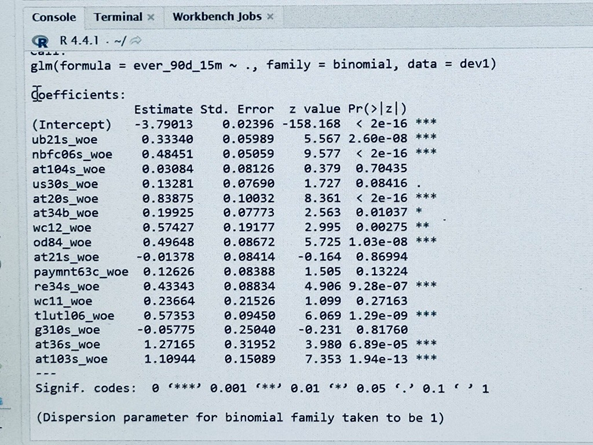 Console Terminal × Workbench Jobs ×
R R 4.4.1 . ~/
Call:
glm(formula = ever_90d_15m ~ ., family = binomial, data = dev1)
Coefficients:
Estimate Std. Error z value Pr(>|z|)
(Intercept) -3.79013 0.02396 -158.168 < 2e-16 ***
ub21s_woe 0.33340 0.05989 5.567 2.60e-08 ***
nbfc06s_woe 0.48451 0.05059 9.577 < 2e-16 ***
at104s_woe 0.03084 0.08126 0.379 0.70435
us30s_woe 0.13281 0.07690 1.727 0.08416 .
at20s_woe 0.83875 0.10032 8.361 < 2e-16 ***
at34b_woe 0.19925 0.07773 2.563 0.01037 *
wc12_woe 0.57427 0.19177 2.995 0.00275 **
od84_woe 0.49648 0.08672 5.725 1.03e-08 ***
at21s_woe -0.01378 0.08414 -0.164 0.86994
paymnt63c_woe 0.12626 0.08388 1.505 0.13224
re34s_woe 0.43343 0.08834 4.906 9.28e-07 ***
wc11_woe 0.23664 0.21526 1.099 0.27163
tlutl06_woe 0.57353 0.09450 6.069 1.29e-09 ***
g310s_woe -0.05775 0.25040 -0.231 0.81760
at36s_woe 1.27165 0.31952 3.980 6.89e-05 ***
at103s_woe 1.10944 0.15089 7.353 1.94e-13 ***
---
Signif. codes: 0 ‘***’ 0.001 ‘**’ 0.01 ‘*’ 0.05 ‘.’ 0.1 ‘ ’ 1
(Dispersion parameter for binomial family taken to be 1)